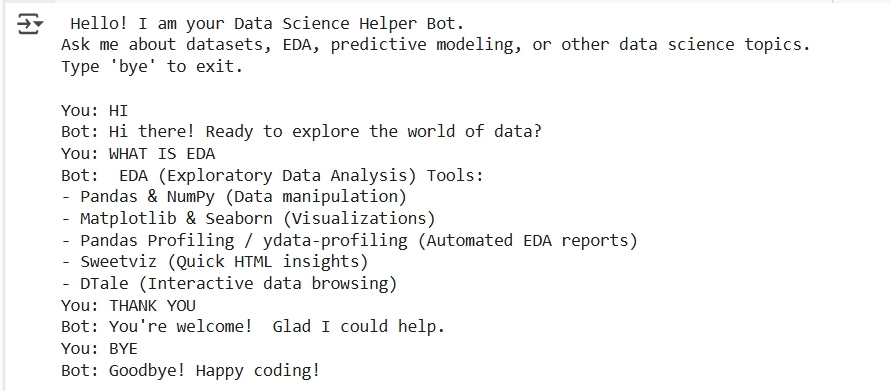 Hello! I am your Data Science Helper Bot.
Ask me about datasets, EDA, predictive modeling, or other data science topics.
Type 'bye' to exit.
You: HI
Bot: Hi there! Ready to explore the world of data?
You: WHAT IS EDA
Bot:  EDA (Exploratory Data Analysis) Tools:
- Pandas & NumPy (Data manipulation)
- Matplotlib & Seaborn (Visualizations)
- Pandas Profiling / ydata-profiling (Automated EDA reports)
- Sweetviz (Quick HTML insights)
- DTale (Interactive data browsing)
You: THANK YOU
Bot: You're welcome!  Glad I could help.
You: BYE
Bot: Goodbye! Happy coding!